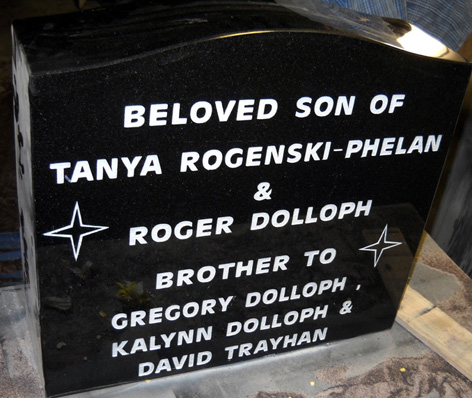 BELOVED SON OF
TANYA ROGENSKI-PHELAN
&
ROGER DOLLOPH
BROTHER TO
GREGORY DOLLOPH ,
KALYNN DOLLOPH &
DAVID TRAYHAN